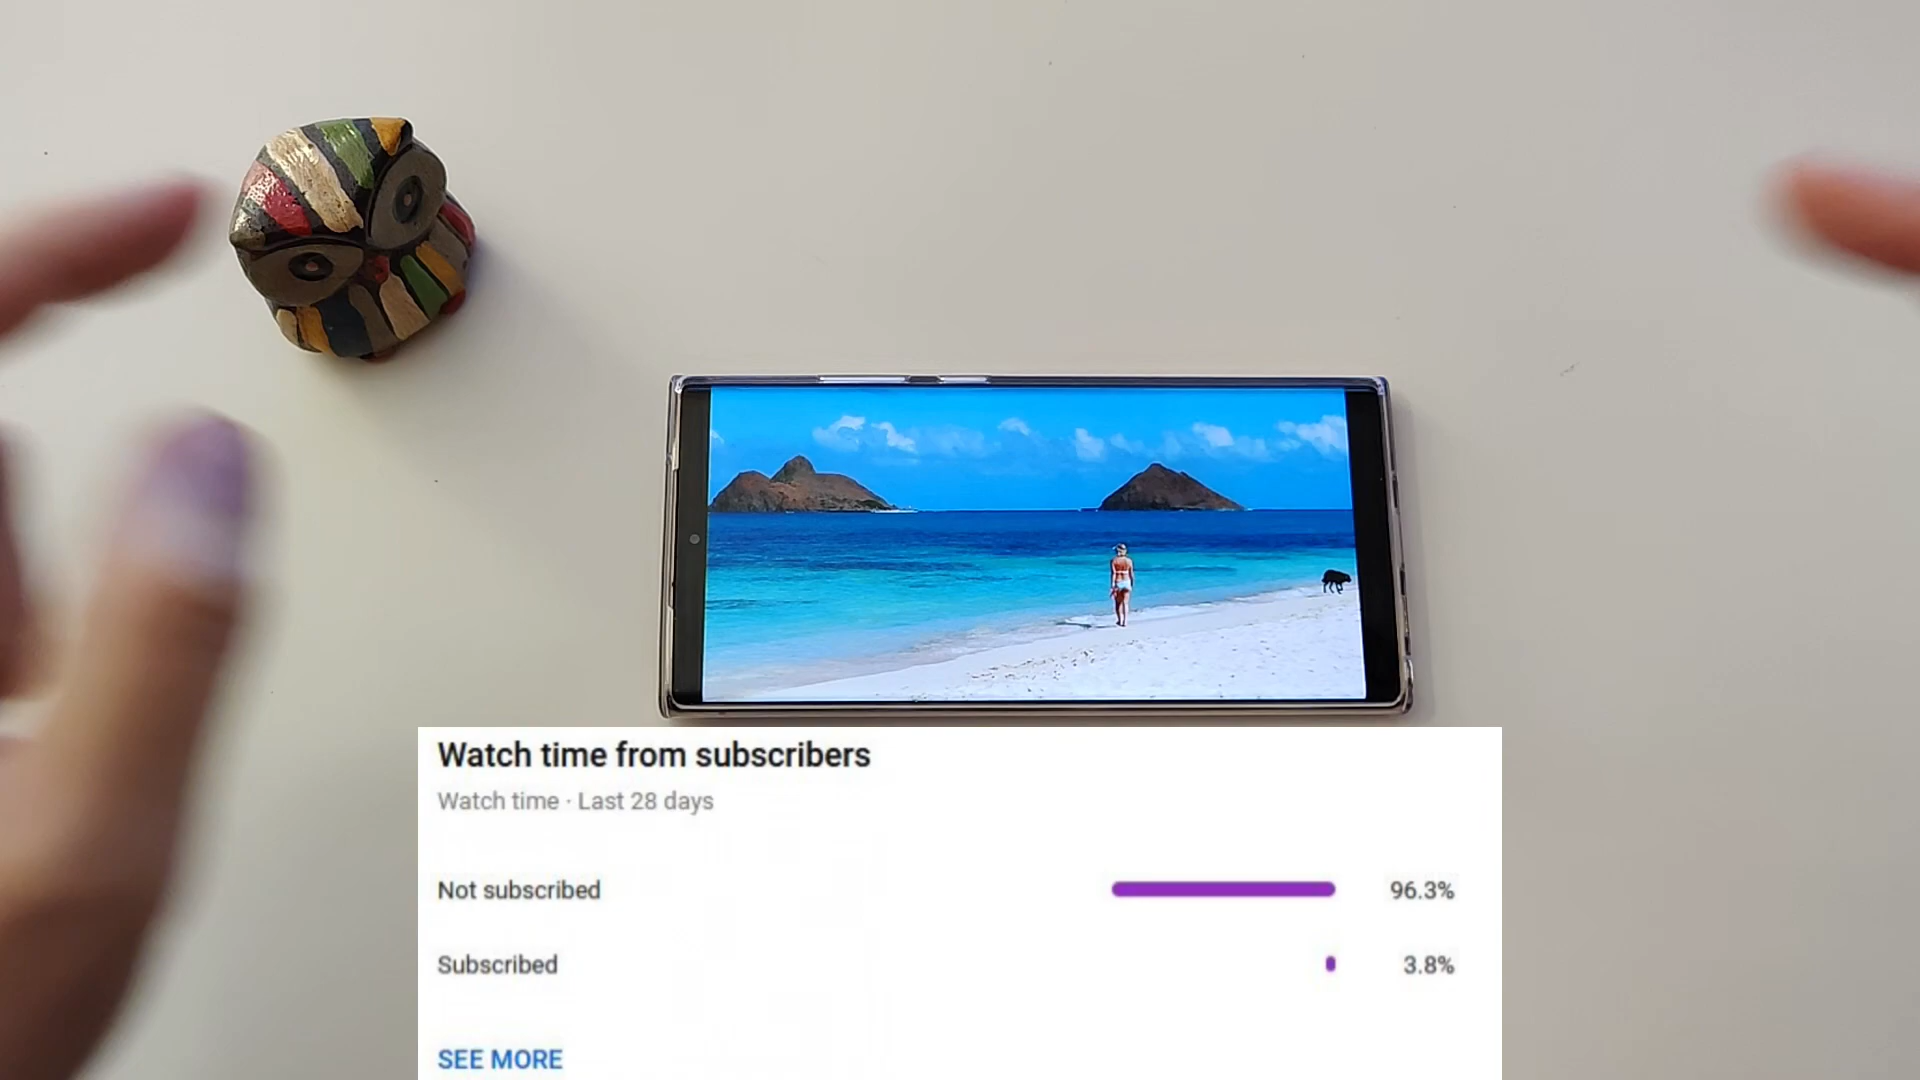 Watch time from subscribers
Watch time · Last 28 days
Not subscribed 96.3%
Subscribed 3.8%
SEE MORE